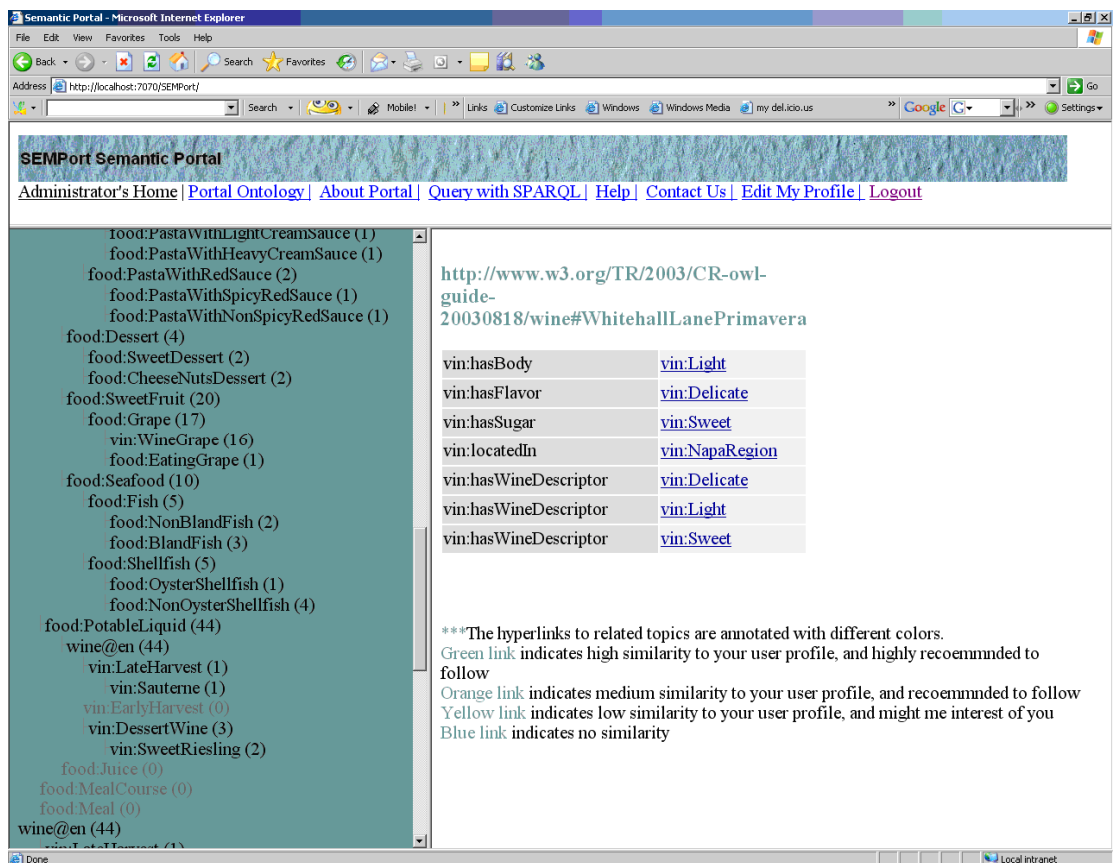 Semantic Portal - Microsoft Internet Explorer
File Edit View Favorites Tools Help
Back Search Favorites
Address http://localhost:7070/SEMPort/ Go
Search Mobile! » Links Customize Links Windows Windows Media my del.icio.us » Google G » Settings
SEMPort Semantic Portal
Administrator's Home | Portal Ontology | About Portal | Query with SPARQL | Help | Contact Us | Edit My Profile | Logout
food:PastaWithLightCreamSauce (1)
food:PastaWithHeavyCreamSauce (1)
food:PastaWithRedSauce (2)
food:PastaWithSpicyRedSauce (1)
food:PastaWithNonSpicyRedSauce (1)
food:Dessert (4)
food:SweetDessert (2)
food:CheeseNutsDessert (2)
food:SweetFruit (20)
food:Grape (17)
vin:WineGrape (16)
food:EatingGrape (1)
food:Seafood (10)
food:Fish (5)
food:NonBlandFish (2)
food:BlandFish (3)
food:Shellfish (5)
food:OysterShellfish (1)
food:NonOysterShellfish (4)
food:PotableLiquid (44)
wine@en (44)
vin:LateHarvest (1)
vin:Sauterne (1)
vin:EarlyHarvest (0)
vin:DessertWine (3)
vin:SweetRiesling (2)
food:Juice (0)
food:MealCourse (0)
food:Meal (0)
wine@en (44)
vin:LateHarvest (1)
http://www.w3.org/TR/2003/CR-owl-
guide-
20030818/wine#WhitehallLanePrimavera
vin:hasBody vin:Light
vin:hasFlavor vin:Delicate
vin:hasSugar vin:Sweet
vin:locatedIn vin:NapaRegion
vin:hasWineDescriptor vin:Delicate
vin:hasWineDescriptor vin:Light
vin:hasWineDescriptor vin:Sweet
***The hyperlinks to related topics are annotated with different colors.
Green link indicates high similarity to your user profile, and highly recoemnnded to
follow
Orange link indicates medium similarity to your user profile, and recoemnnded to follow
Yellow link indicates low similarity to your user profile, and might me interest of you
Blue link indicates no similarity
Done Local intranet